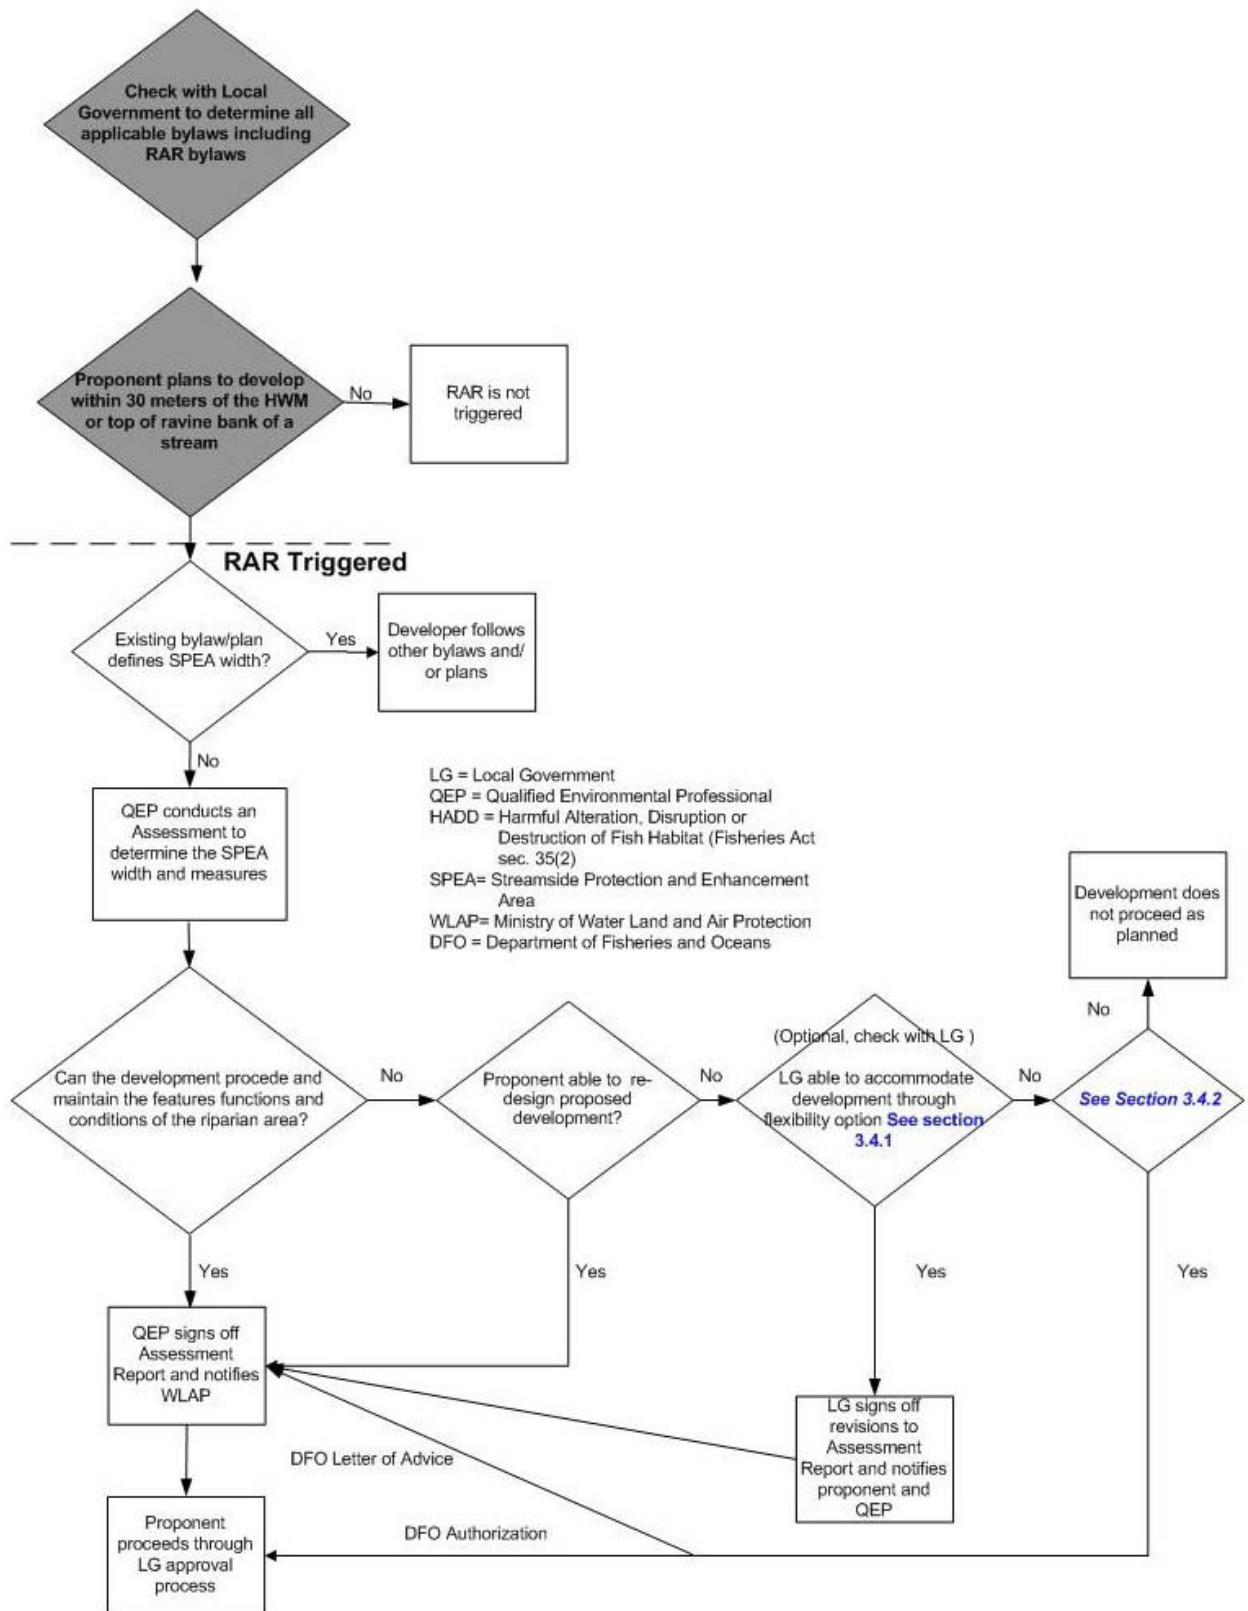 Check with Local
Government to determine all
applicable bylaws including
RAR bylaws
Proponent plans to develop
within 30 meters of the HWM
or top of ravine bank of a
stream
No
RAR is not
triggered
RAR Triggered
Existing bylaw/plan
defines SPEA width?
Yes
Developer follows
other bylaws and/
or plans
No
QEP conducts an
Assessment to
determine the SPEA
width and measures
LG = Local Government
QEP = Qualified Environmental Professional
HADD = Harmful Alteration, Disruption or
Destruction of Fish Habitat (Fisheries Act
sec. 35(2)
SPEA= Streamside Protection and Enhancement
Area
WLAP= Ministry of Water Land and Air Protection
DFO = Department of Fisheries and Oceans
Development does
not proceed as
planned
No
Can the development procede and
maintain the features functions and
conditions of the riparian area?
No
Proponent able to re-
design proposed
development?
No
(Optional, check with LG )
LG able to accommodate
development through
flexibility option See section
3.4.1
No
See Section 3.4.2
Yes
Yes
Yes
Yes
QEP signs off
Assessment
Report and notifies
WLAP
LG signs off
revisions to
Assessment
Report and notifies
proponent and
QEP
DFO Letter of Advice
DFO Authorization
Proponent
proceeds through
LG approval
process